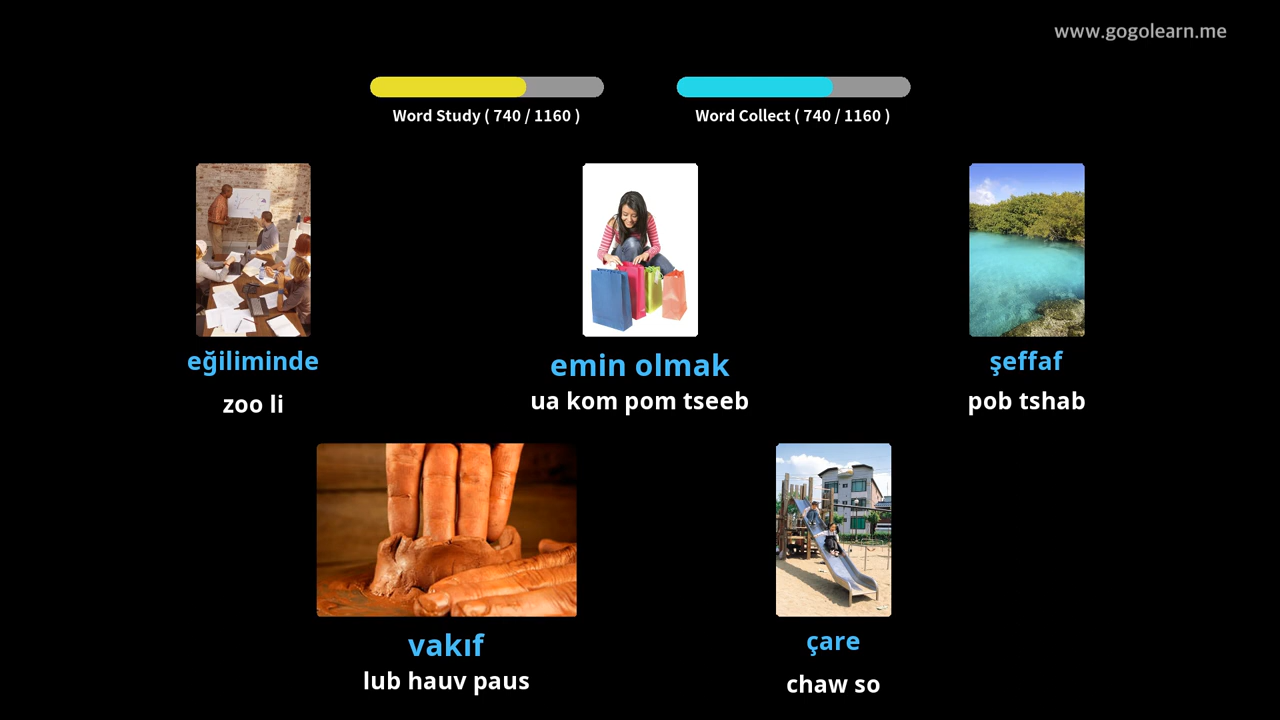 www.gogolearn.me
Word Study ( 740 / 1160 )
Word Collect ( 740 / 1160 )
eğiliminde
zoo li
emin olmak
ua kom pom tseeb
şeffaf
pob tshab
vakıf
lub hauv paus
çare
chaw so